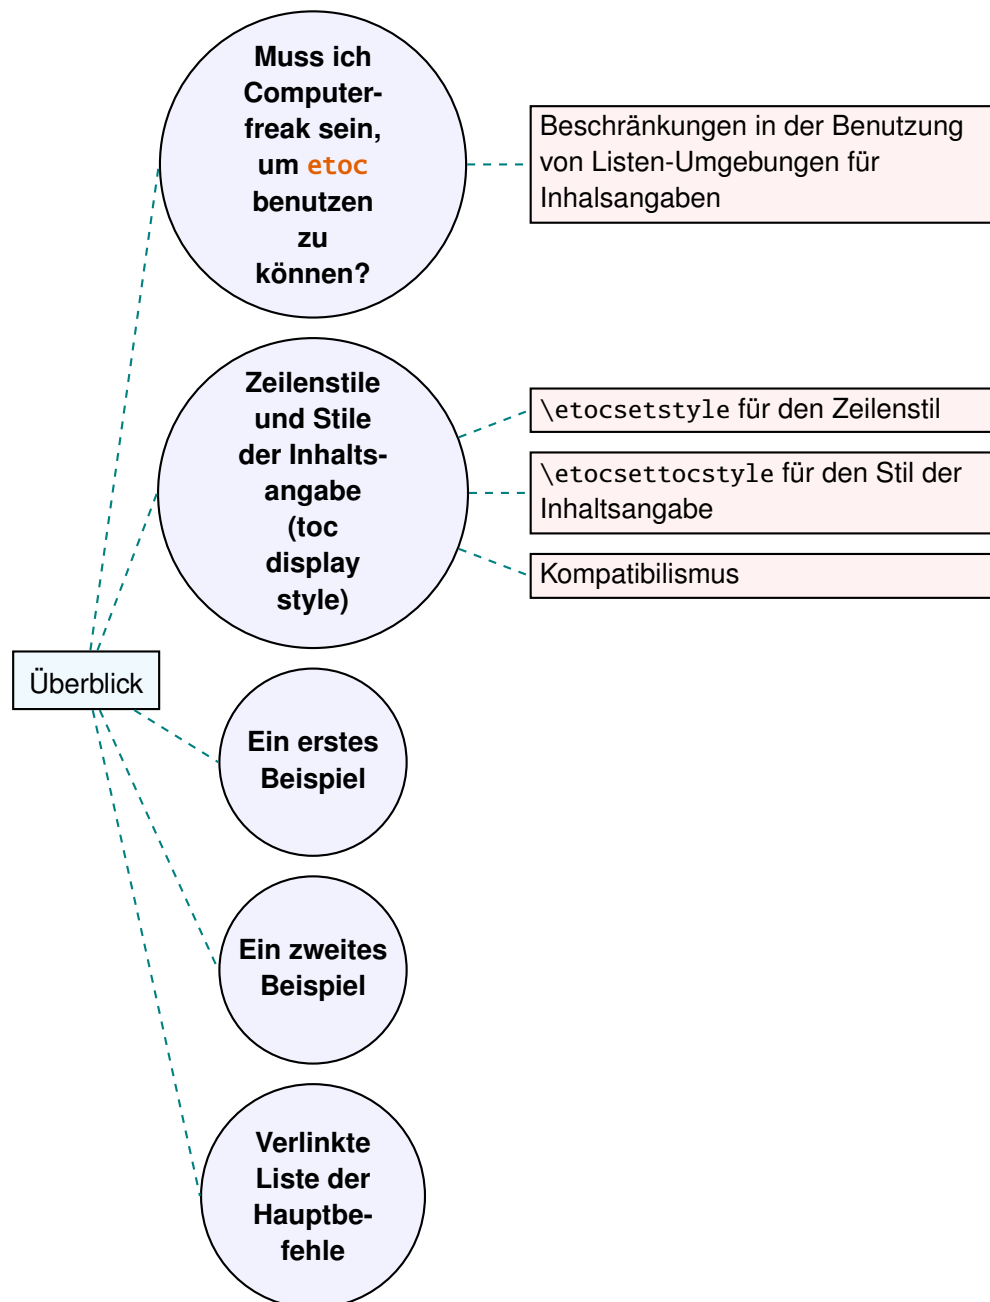 Muss ich
Computer-
freak sein,
um etoc
benutzen
zu
können?
Beschränkungen in der Benutzung
von Listen-Umgebungen für
Inhalsangaben
Zeilenstile
und Stile
der Inhalts-
angabe
(toc
display
style)
\etocsetstyle für den Zeilenstil
\etocsettocstyle für den Stil der
Inhaltsangabe
Kompatibilismus
Überblick
Ein erstes
Beispiel
Ein zweites
Beispiel
Verlinkte
Liste der
Hauptbe-
fehle